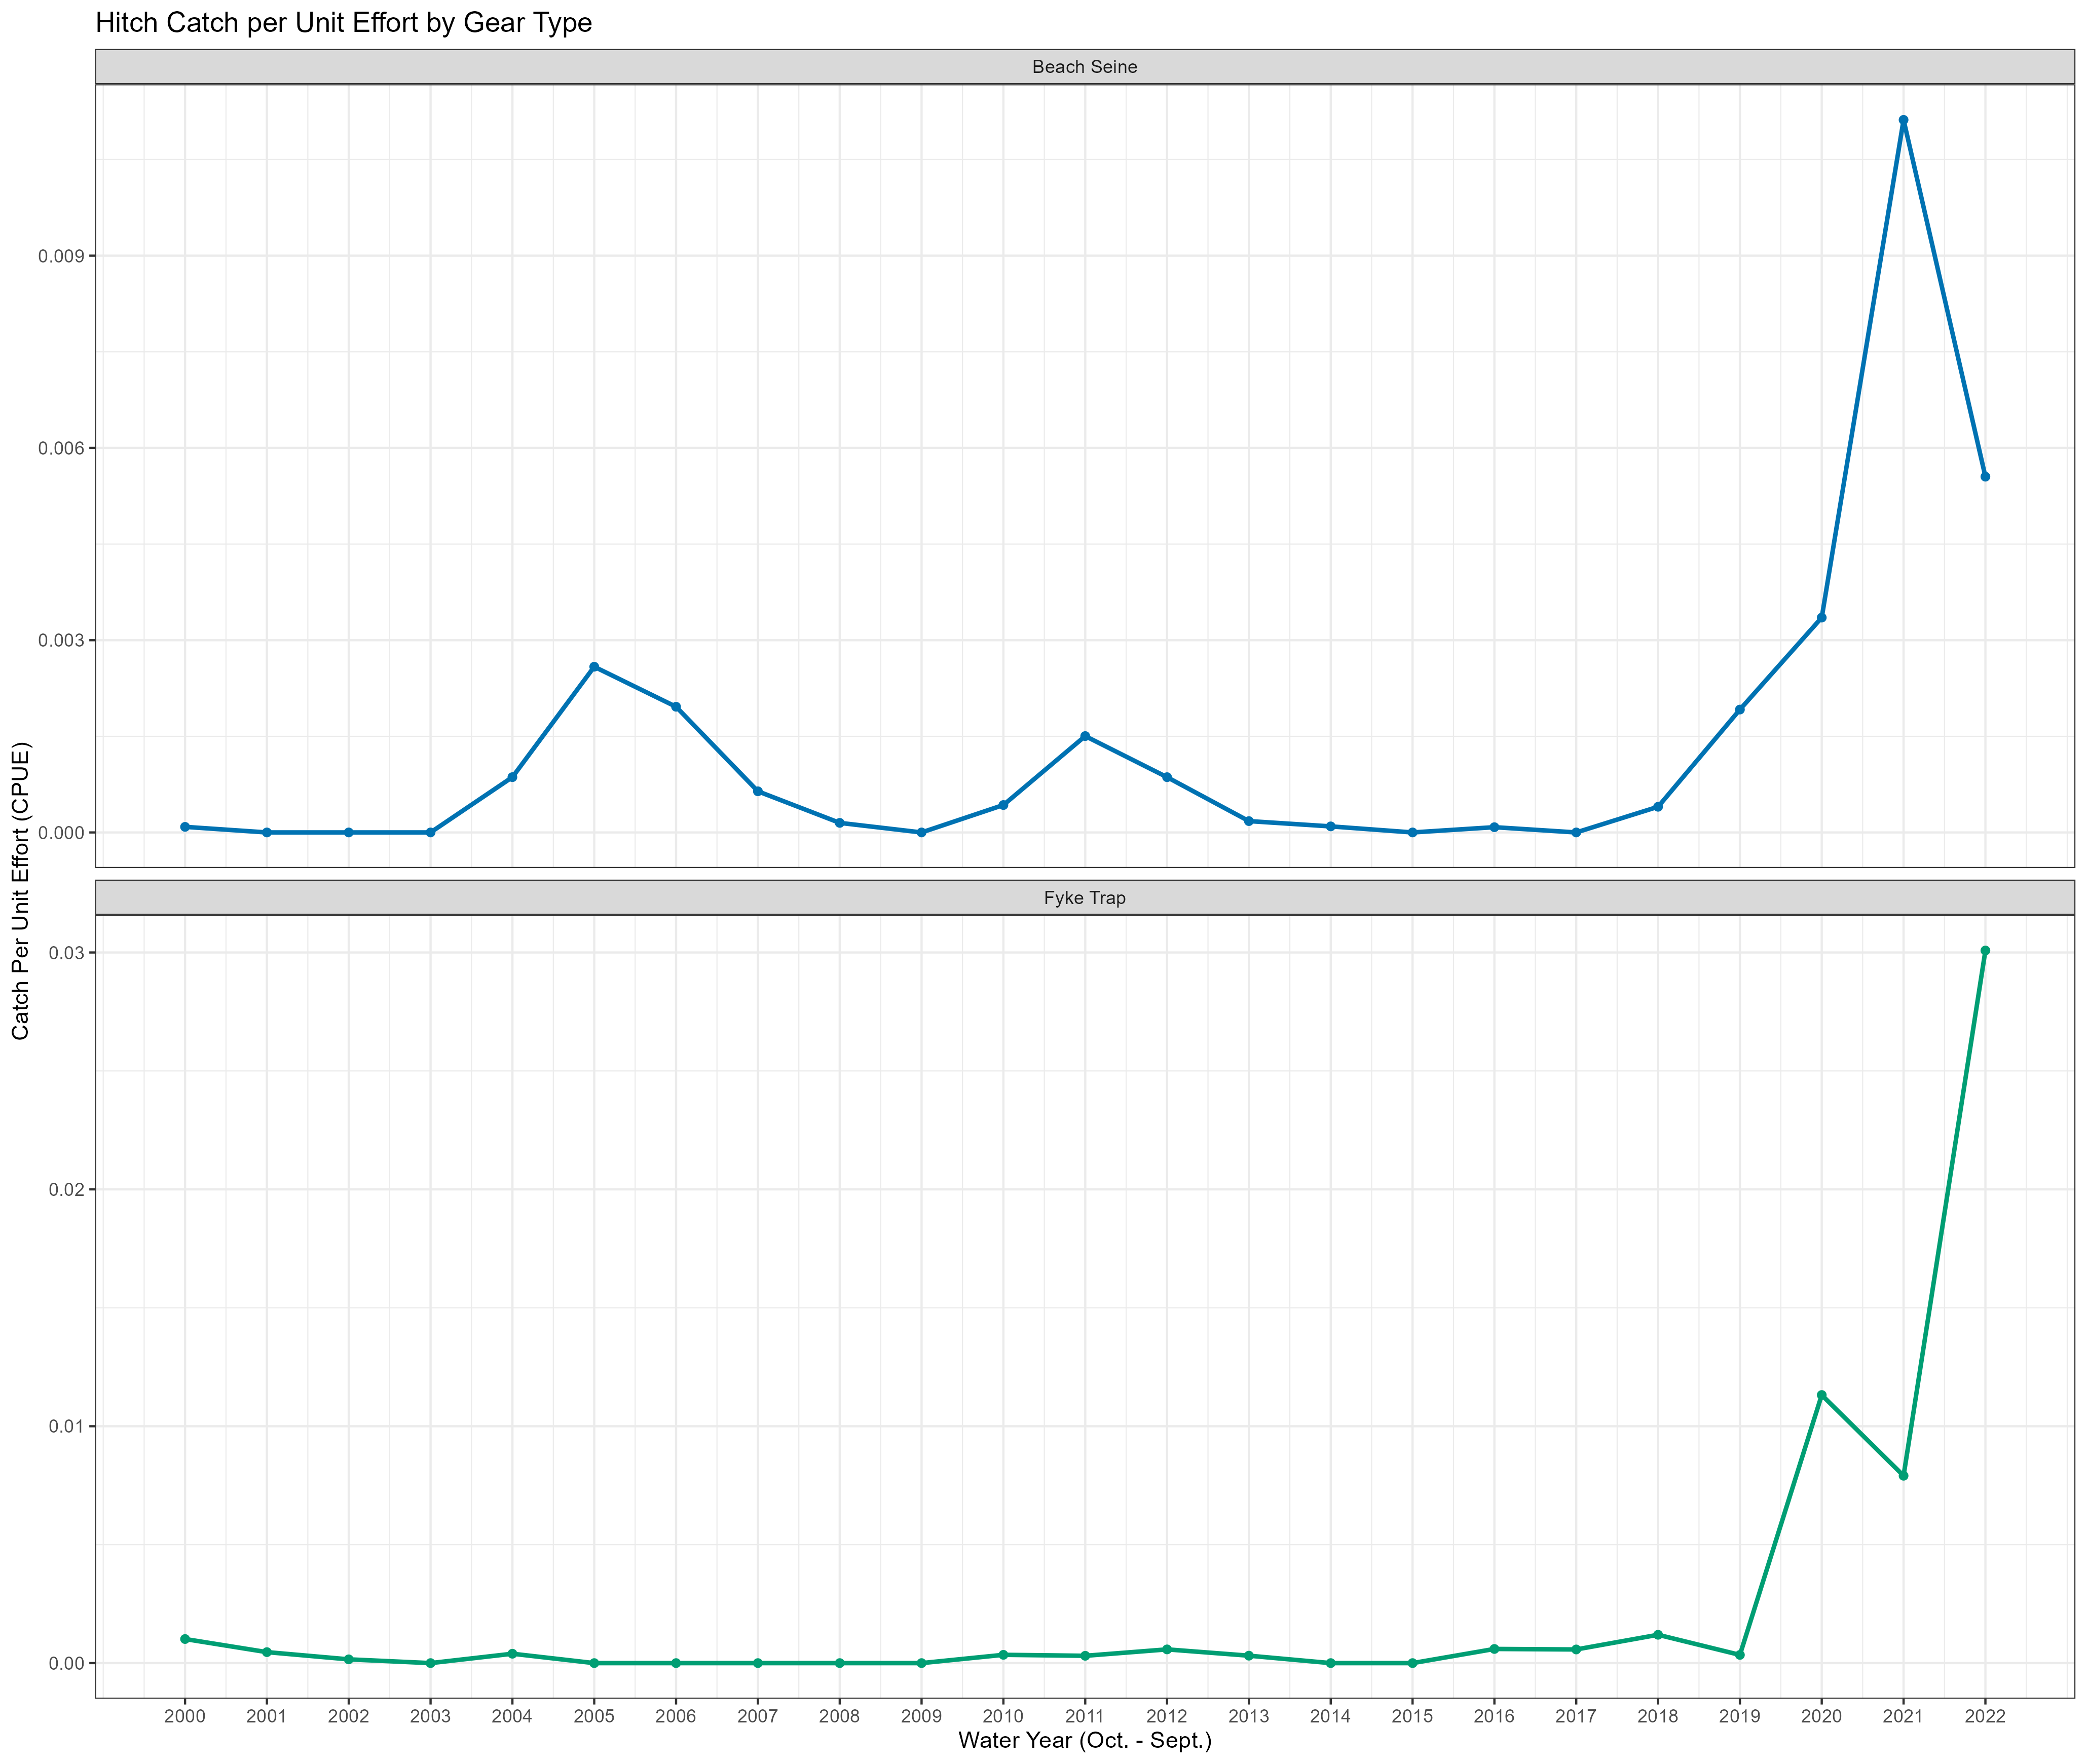 Hitch Catch per Unit Effort by Gear Type
Beach Seine
0.009
0.006
0.003
0.000
Catch Per Unit Effort (CPUE)
Fyke Trap
0.03
0.02
0.01
0.00
2000 2001 2002 2003 2004 2005 2006 2007 2008 2009 2010 2011 2012 2013 2014 2015 2016 2017 2018 2019 2020 2021 2022
Water Year (Oct. - Sept.)